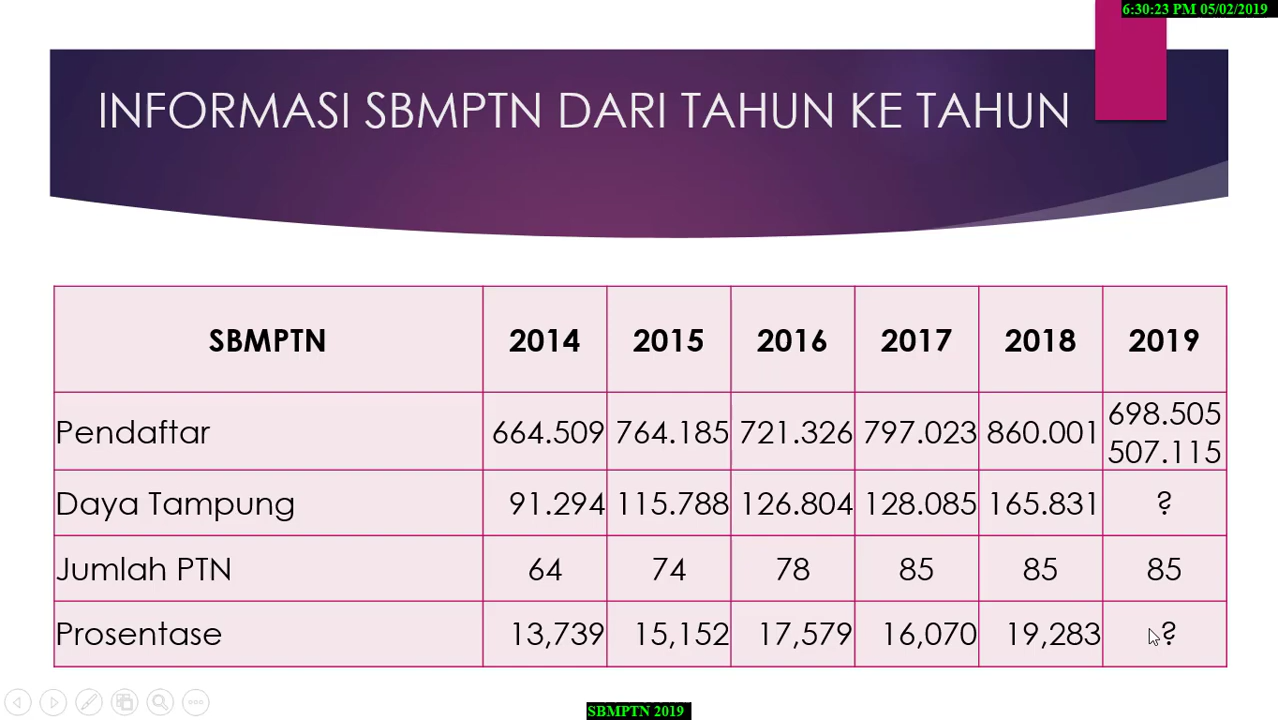 6:30:23 PM 05/02/2019
INFORMASI SBMPTN DARI TAHUN KE TAHUN
SBMPTN 2014 2015 2016 2017 2018 2019
Pendaftar 664.509 764.185 721.326 797.023 860.001 698.505
507.115
Daya Tampung 91.294 115.788 126.804 128.085 165.831 ?
Jumlah PTN 64 74 78 85 85 85
Prosentase 13,739 15,152 17,579 16,070 19,283 ?
SBMPTN 2019